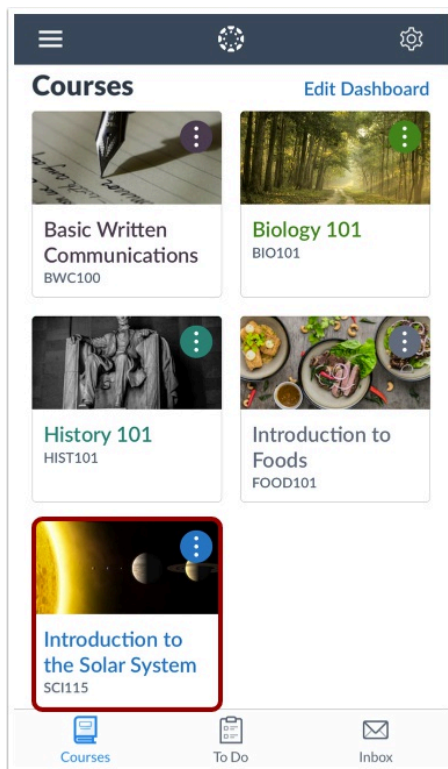 Courses
Edit Dashboard
Basic Written
Communications
BWC100
Biology 101
BIO101
History 101
HIST101
Introduction to
Foods
FOOD101
Introduction to
the Solar System
SCI115
Courses
To Do
Inbox